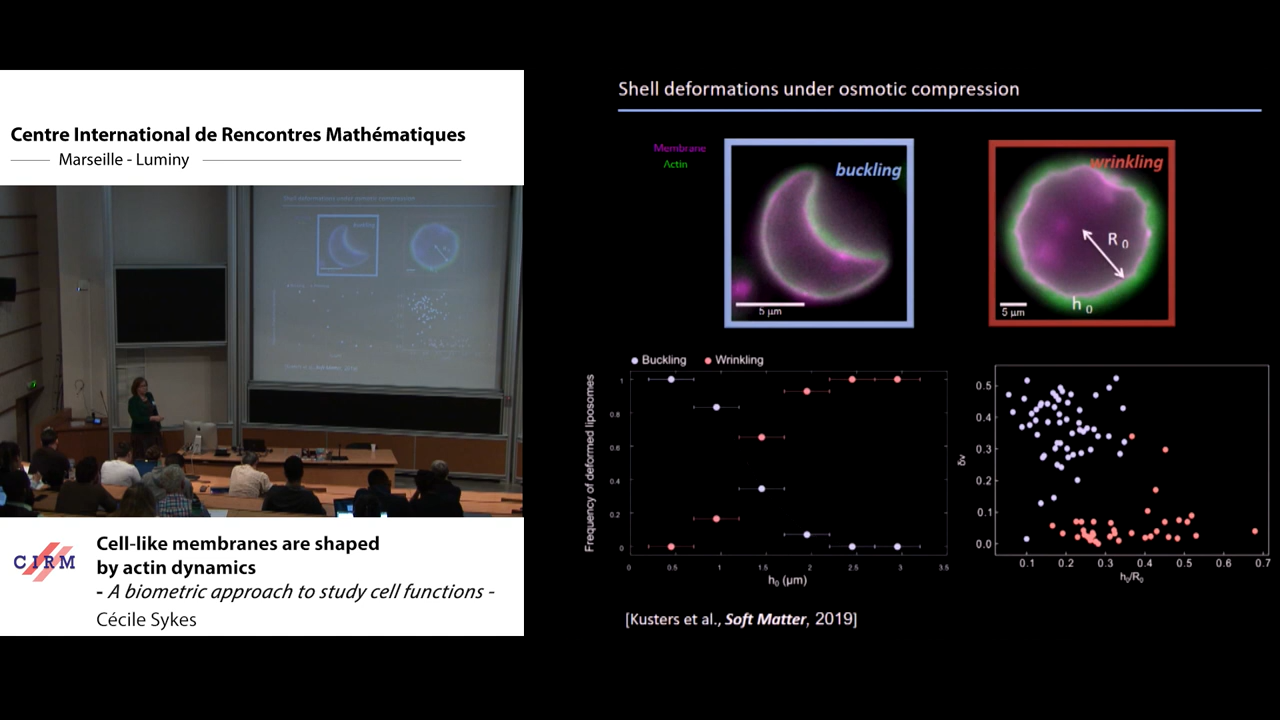 Centre International de Rencontres Mathématiques
Marseille - Luminy
CIRM
Cell-like membranes are shaped
by actin dynamics
- A biometric approach to study cell functions -
Cécile Sykes
Shell deformations under osmotic compression
Membrane
Actin
buckling
5 μm
wrinkling
R₀
h₀
5 μm
Buckling
Wrinkling
Frequency of deformed liposomes
1
0.8
0.6
0.4
0.2
0
0
0.5
1
1.5
2
2.5
3
3.5
h₀ (μm)
δv
0.5
0.4
0.3
0.2
0.1
0.0
0.1
0.2
0.3
0.4
0.5
0.6
0.7
h₀/R₀
[Kusters et al., Soft Matter, 2019]